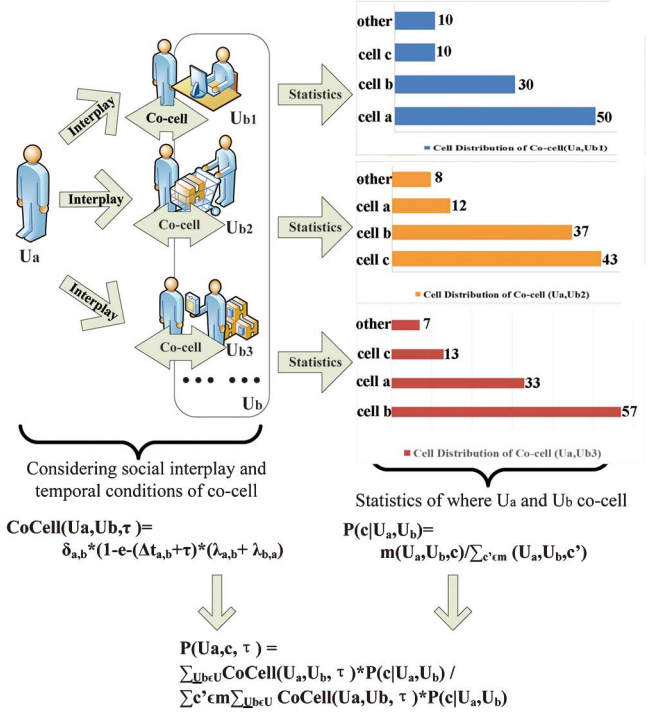 Ua
Interplay
Interplay
Interplay
Co-cell
Ub1
Co-cell
Ub2
Co-cell
Ub3
Ub
Statistics
Statistics
Statistics
other 10
cell c 10
cell b 30
cell a 50
Cell Distribution of Co-cell(Ua,Ub1)
other 8
cell a 12
cell b 37
cell c 43
Cell Distribution of Co-cell (Ua,Ub2)
other 7
cell c 13
cell a 33
cell b 57
Cell Distribution of Co-cell (Ua,Ub3)
Considering social interplay and
temporal conditions of co-cell
CoCell(Ua,Ub,τ)=
δa,b*(1-e-(Δta,b+τ)*(λa,b+ λb,a)
Statistics of where Ua and Ub co-cell
P(c|Ua,Ub)=
m(Ua,Ub,c)/∑c'ϵm (Ua,Ub,c')
P(Ua,c, τ) =
∑UbϵU CoCell(Ua,Ub, τ)*P(c|Ua,Ub) /
∑c'ϵm∑UbϵU CoCell(Ua,Ub, τ)*P(c|Ua,Ub)